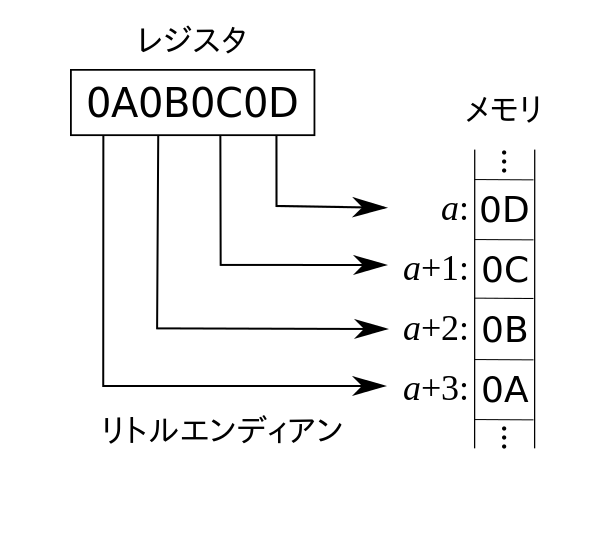 レジスタ
0A0B0C0D
メモリ
⋮
a: 0D
a+1: 0C
a+2: 0B
a+3: 0A
⋮
リトルエンディアン